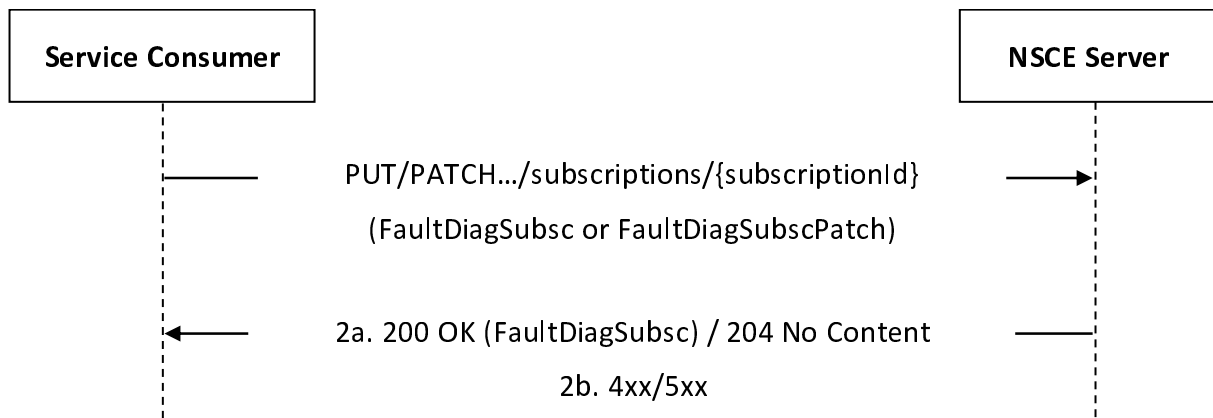 Service Consumer
NSCE Server
PUT/PATCH…/subscriptions/{subscriptionId}
(FaultDiagSubsc or FaultDiagSubscPatch)
2a. 200 OK (FaultDiagSubsc) / 204 No Content
2b. 4xx/5xx